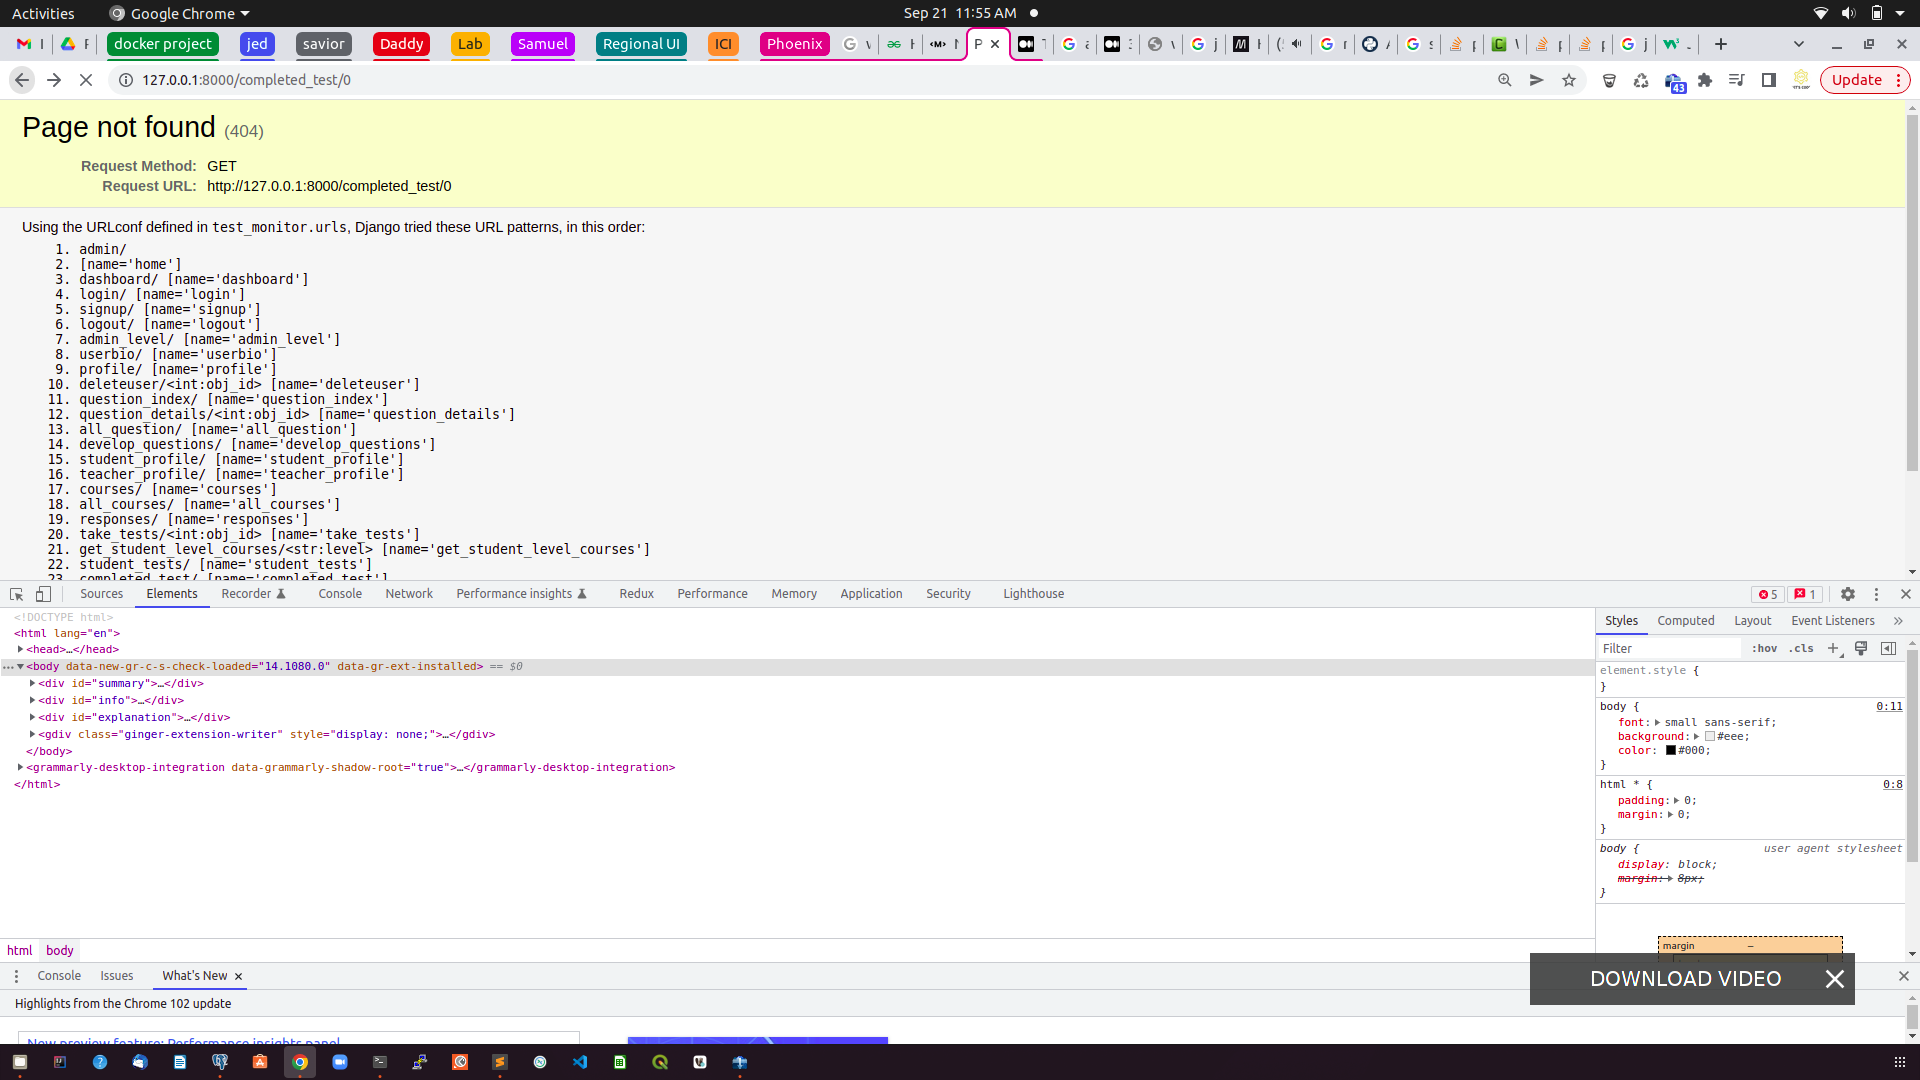 Activities
Google Chrome
Sep 21 11:55 AM
docker project
jed
savior
Daddy
Lab
Samuel
Regional UI
ICI
Phoenix
127.0.0.1:8000/completed_test/0
43
Update
Page not found (404)
Request Method: GET
Request URL: http://127.0.0.1:8000/completed_test/0
Using the URLconf defined in test_monitor.urls, Django tried these URL patterns, in this order:
1. admin/
2. [name='home']
3. dashboard/ [name='dashboard']
4. login/ [name='login']
5. signup/ [name='signup']
6. logout/ [name='logout']
7. admin_level/ [name='admin_level']
8. userbio/ [name='userbio']
9. profile/ [name='profile']
10. deleteuser/<int:obj_id> [name='deleteuser']
11. question_index/ [name='question_index']
12. question_details/<int:obj_id> [name='question_details']
13. all_question/ [name='all_question']
14. develop_questions/ [name='develop_questions']
15. student_profile/ [name='student_profile']
16. teacher_profile/ [name='teacher_profile']
17. courses/ [name='courses']
18. all_courses/ [name='all_courses']
19. responses/ [name='responses']
20. take_tests/<int:obj_id> [name='take_tests']
21. get_student_level_courses/<str:level> [name='get_student_level_courses']
22. student_tests/ [name='student_tests']
23. completed_test/ [name='completed_test']
Sources Elements Recorder Console Network Performance insights Redux Performance Memory Application Security Lighthouse
5 1
<!DOCTYPE html>
<html lang="en">
<head>…</head>
<body data-new-gr-c-s-check-loaded="14.1080.0" data-gr-ext-installed> == $0
<div id="summary">…</div>
<div id="info">…</div>
<div id="explanation">…</div>
<gdiv class="ginger-extension-writer" style="display: none;">…</gdiv>
</body>
<grammarly-desktop-integration data-grammarly-shadow-root="true">…</grammarly-desktop-integration>
</html>
html body
Styles Computed Layout Event Listeners
Filter :hov .cls
element.style {
}
body { 0:11
font: small sans-serif;
background: #eee;
color: #000;
}
html * { 0:8
padding: 0;
margin: 0;
}
body { user agent stylesheet
display: block;
margin: 8px;
}
margin –
Console Issues What's New
DOWNLOAD VIDEO
Highlights from the Chrome 102 update
New preview feature: Performance insights panel